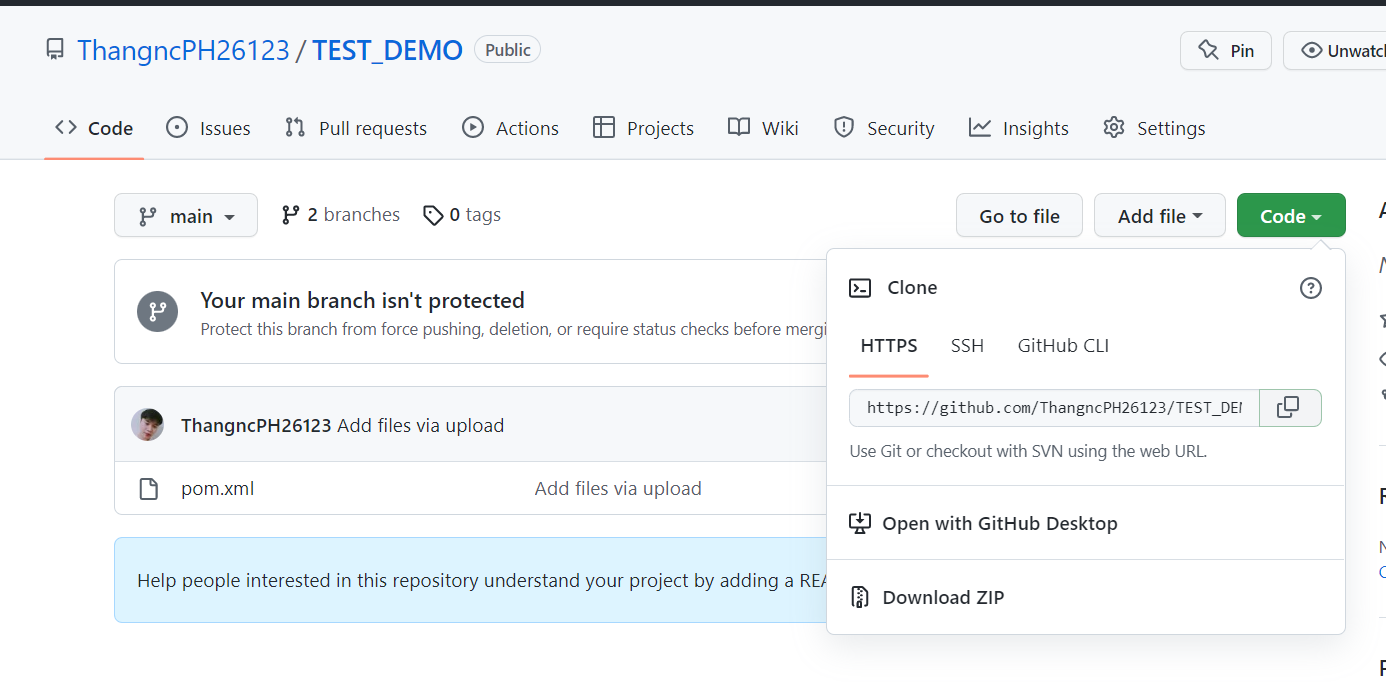 ThangncPH26123 / TEST_DEMO Public Pin Unwatch
Code Issues Pull requests Actions Projects Wiki Security Insights Settings
main 2 branches 0 tags Go to file Add file Code
Your main branch isn't protected
Protect this branch from force pushing, deletion, or require status checks before mergi
ThangncPH26123 Add files via upload
pom.xml Add files via upload
Help people interested in this repository understand your project by adding a REA
Clone
HTTPS SSH GitHub CLI
https://github.com/ThangncPH26123/TEST_DEM
Use Git or checkout with SVN using the web URL.
Open with GitHub Desktop
Download ZIP